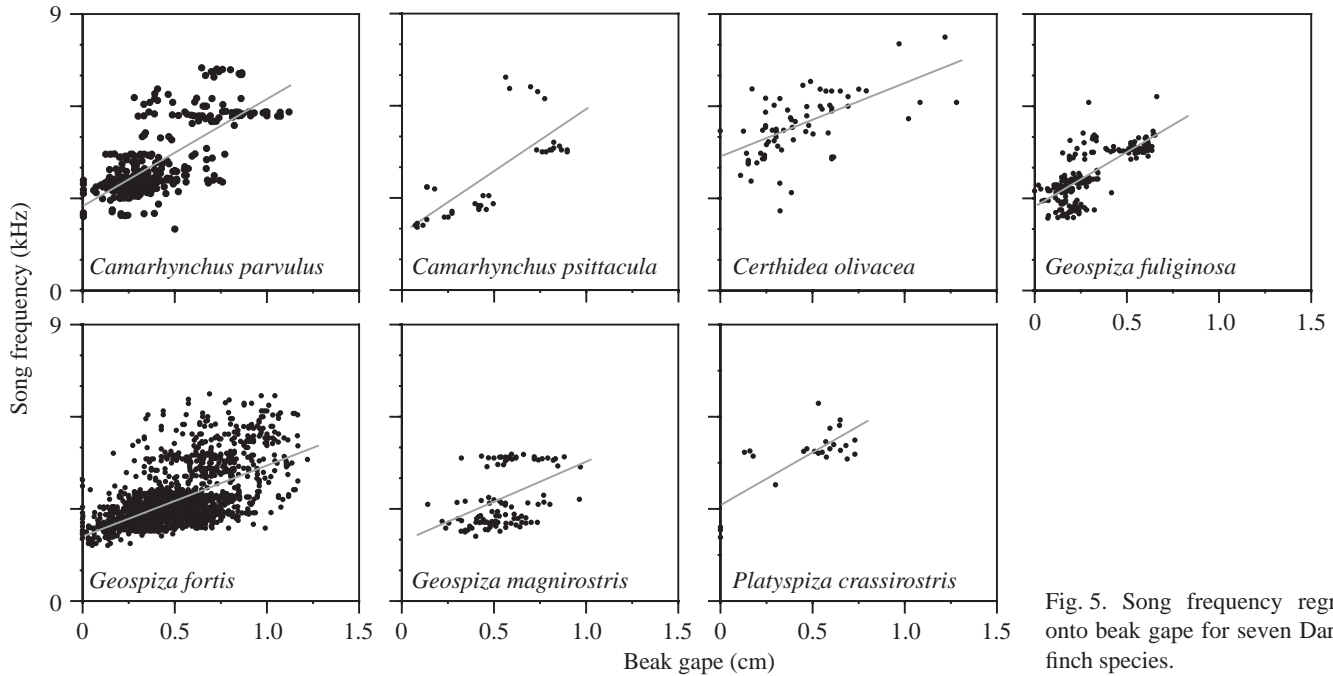 9
Song frequency (kHz)
0
Camarhynchus parvulus
Camarhynchus psittacula
Certhidea olivacea
Geospiza fuliginosa
0 0.5 1.0 1.5
9
0
Geospiza fortis
Geospiza magnirostris
Platyspiza crassirostris
0 0.5 1.0 1.5
0 0.5 1.0 1.5
0 0.5 1.0 1.5
Beak gape (cm)
Fig. 5. Song frequency
onto beak gape for seven
finch species.